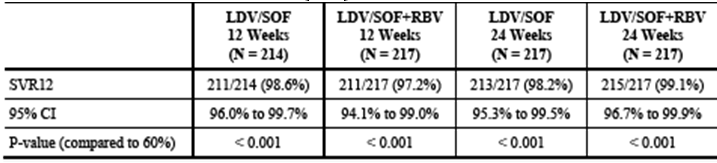 LDV/SOF LDV/SOF+RBV LDV/SOF LDV/SOF+RBV
12 Weeks 12 Weeks 24 Weeks 24 Weeks
(N = 214) (N = 217) (N = 217) (N = 217)
SVR12 211/214 (98.6%) 211/217 (97.2%) 213/217 (98.2%) 215/217 (99.1%)
95% CI 96.0% to 99.7% 94.1% to 99.0% 95.3% to 99.5% 96.7% to 99.9%
P-value (compared to 60%) < 0.001 < 0.001 < 0.001 < 0.001